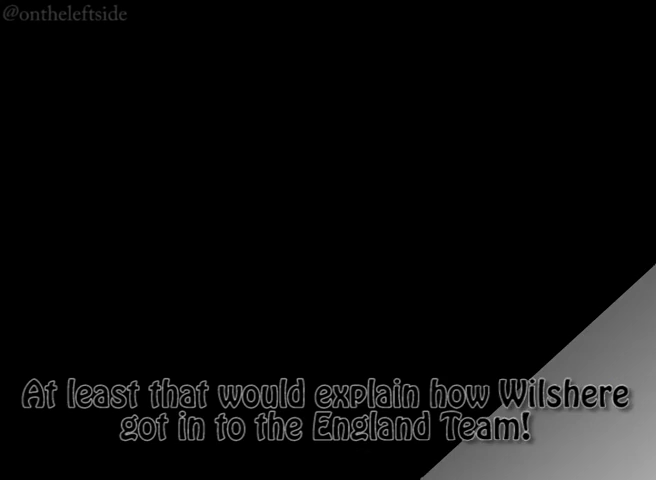 @ontheleftside
At least that would explain how Wilshere
got in to the England Team!